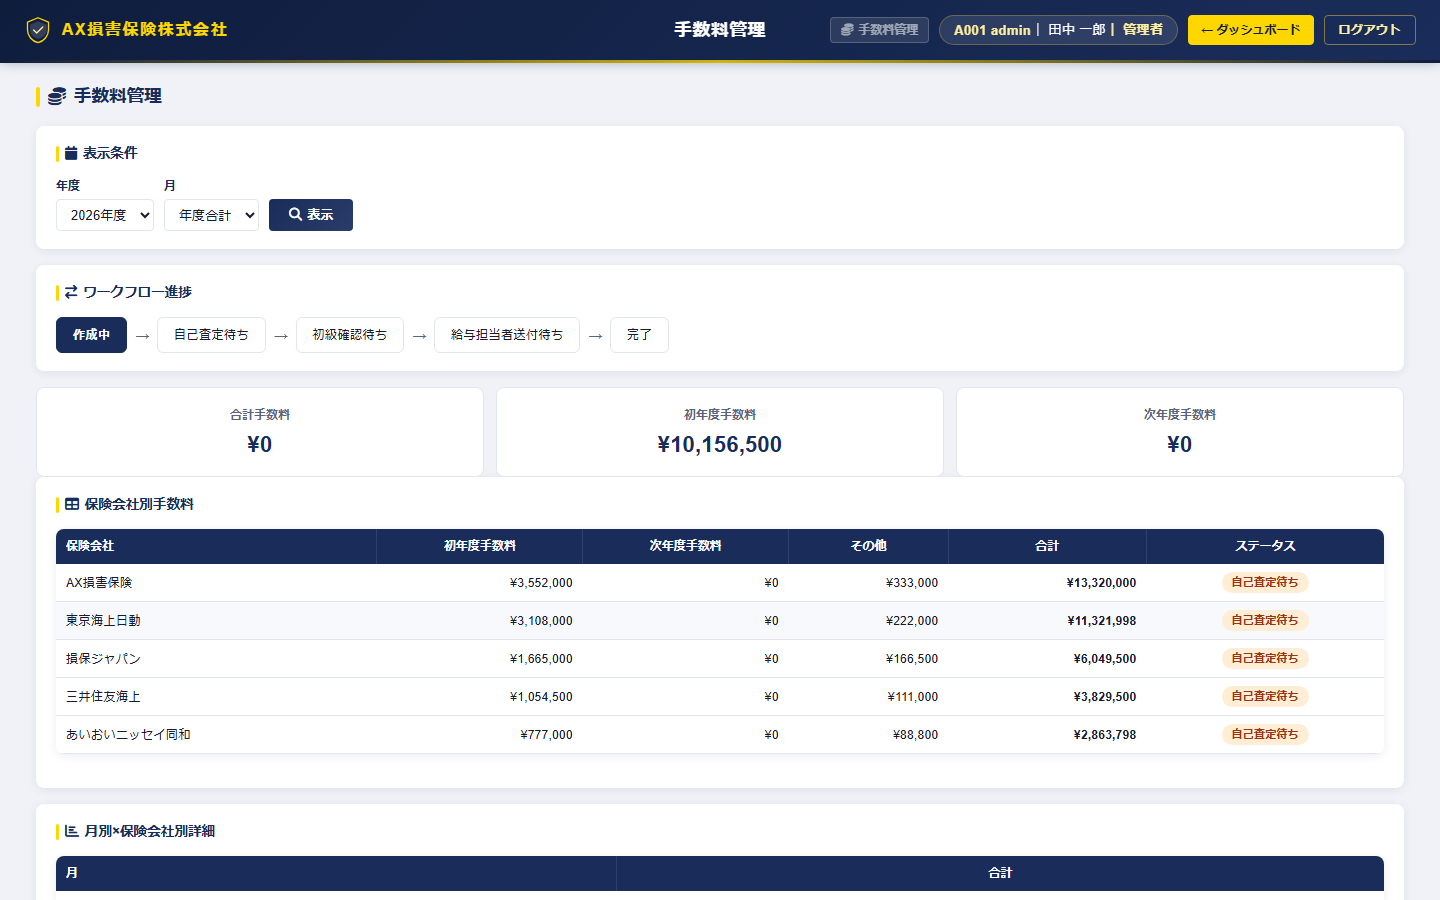 AX損害保険株式会社
手数料管理
手数料管理
A001 admin | 田中 一郎 | 管理者
←ダッシュボード
ログアウト
手数料管理
表示条件
年度 月
2026年度 年度合計 表示
ワークフロー進捗
作成中 → 自己査定待ち → 初級確認待ち → 給与担当者送付待ち → 完了
合計手数料 初年度手数料 次年度手数料
¥0 ¥10,156,500 ¥0
保険会社別手数料
保険会社 初年度手数料 次年度手数料 その他 合計 ステータス
AX損害保険 ¥3,552,000 ¥0 ¥333,000 ¥13,320,000 自己査定待ち
東京海上日動 ¥3,108,000 ¥0 ¥222,000 ¥11,321,998 自己査定待ち
損保ジャパン ¥1,665,000 ¥0 ¥166,500 ¥6,049,500 自己査定待ち
三井住友海上 ¥1,054,500 ¥0 ¥111,000 ¥3,829,500 自己査定待ち
あいおいニッセイ同和 ¥777,000 ¥0 ¥88,800 ¥2,863,798 自己査定待ち
月別×保険会社別詳細
月 合計